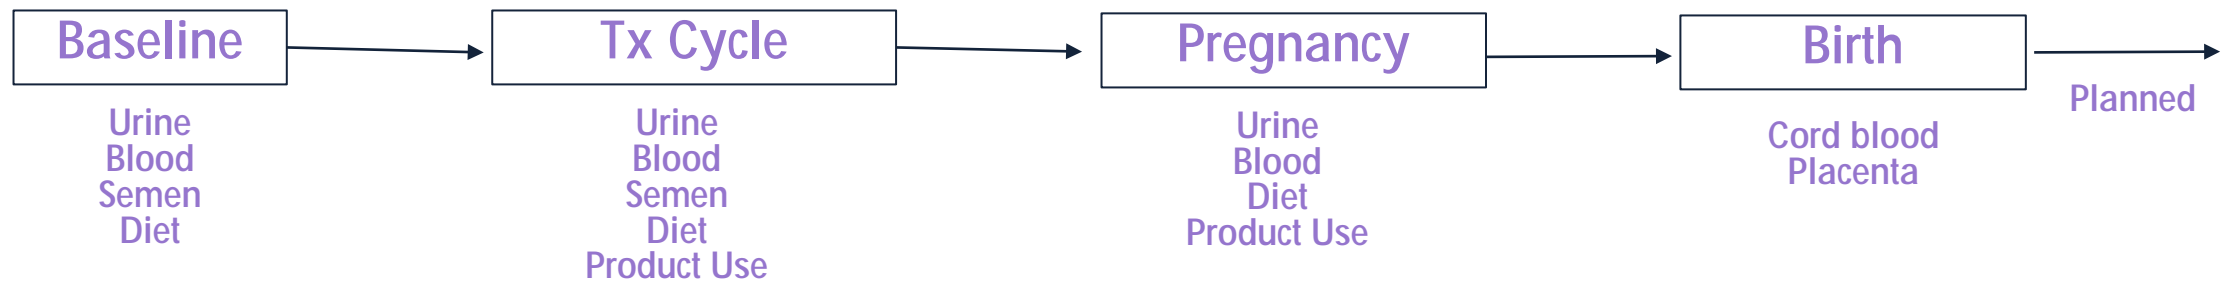 Baseline
Tx Cycle
Pregnancy
Birth
Planned
Urine
Blood
Semen
Diet
Urine
Blood
Semen
Diet
Product Use
Urine
Blood
Diet
Product Use
Cord blood
Placenta